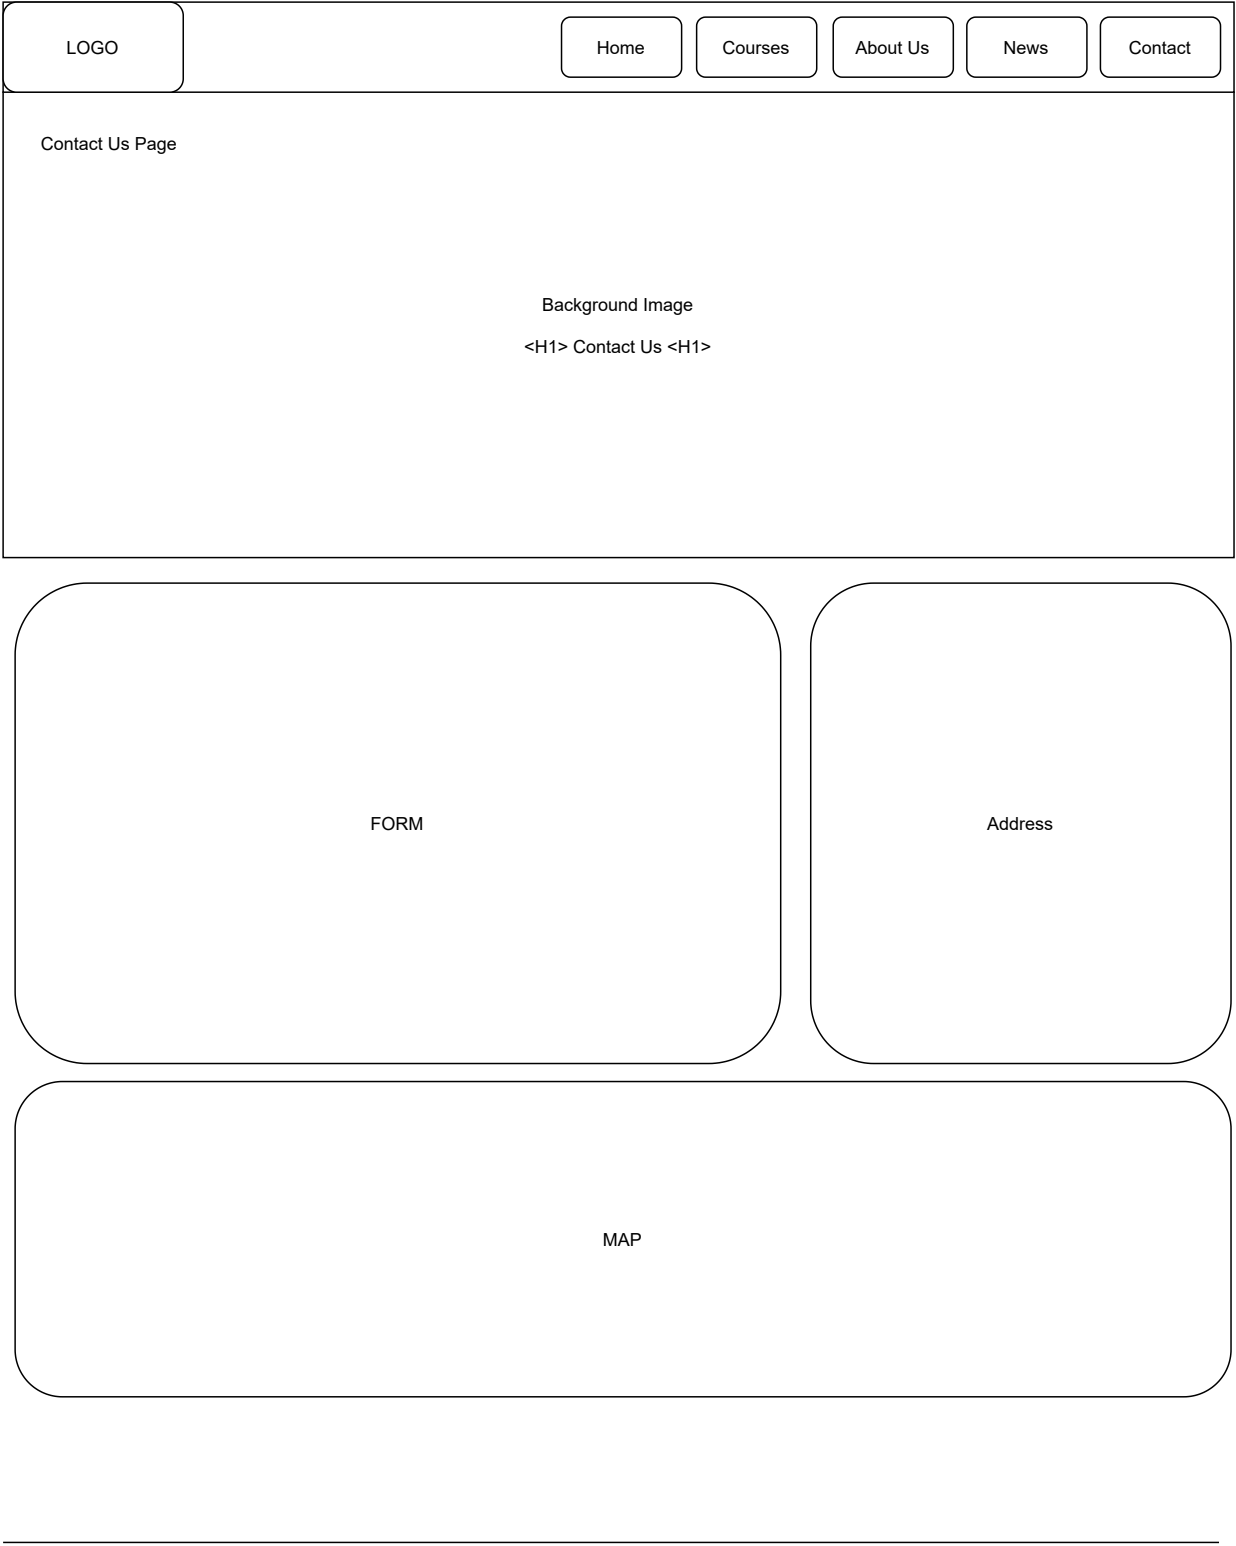 LOGO
Home
Courses
About Us
News
Contact
Contact Us Page
Background Image
<H1> Contact Us <H1>
FORM
Address
MAP